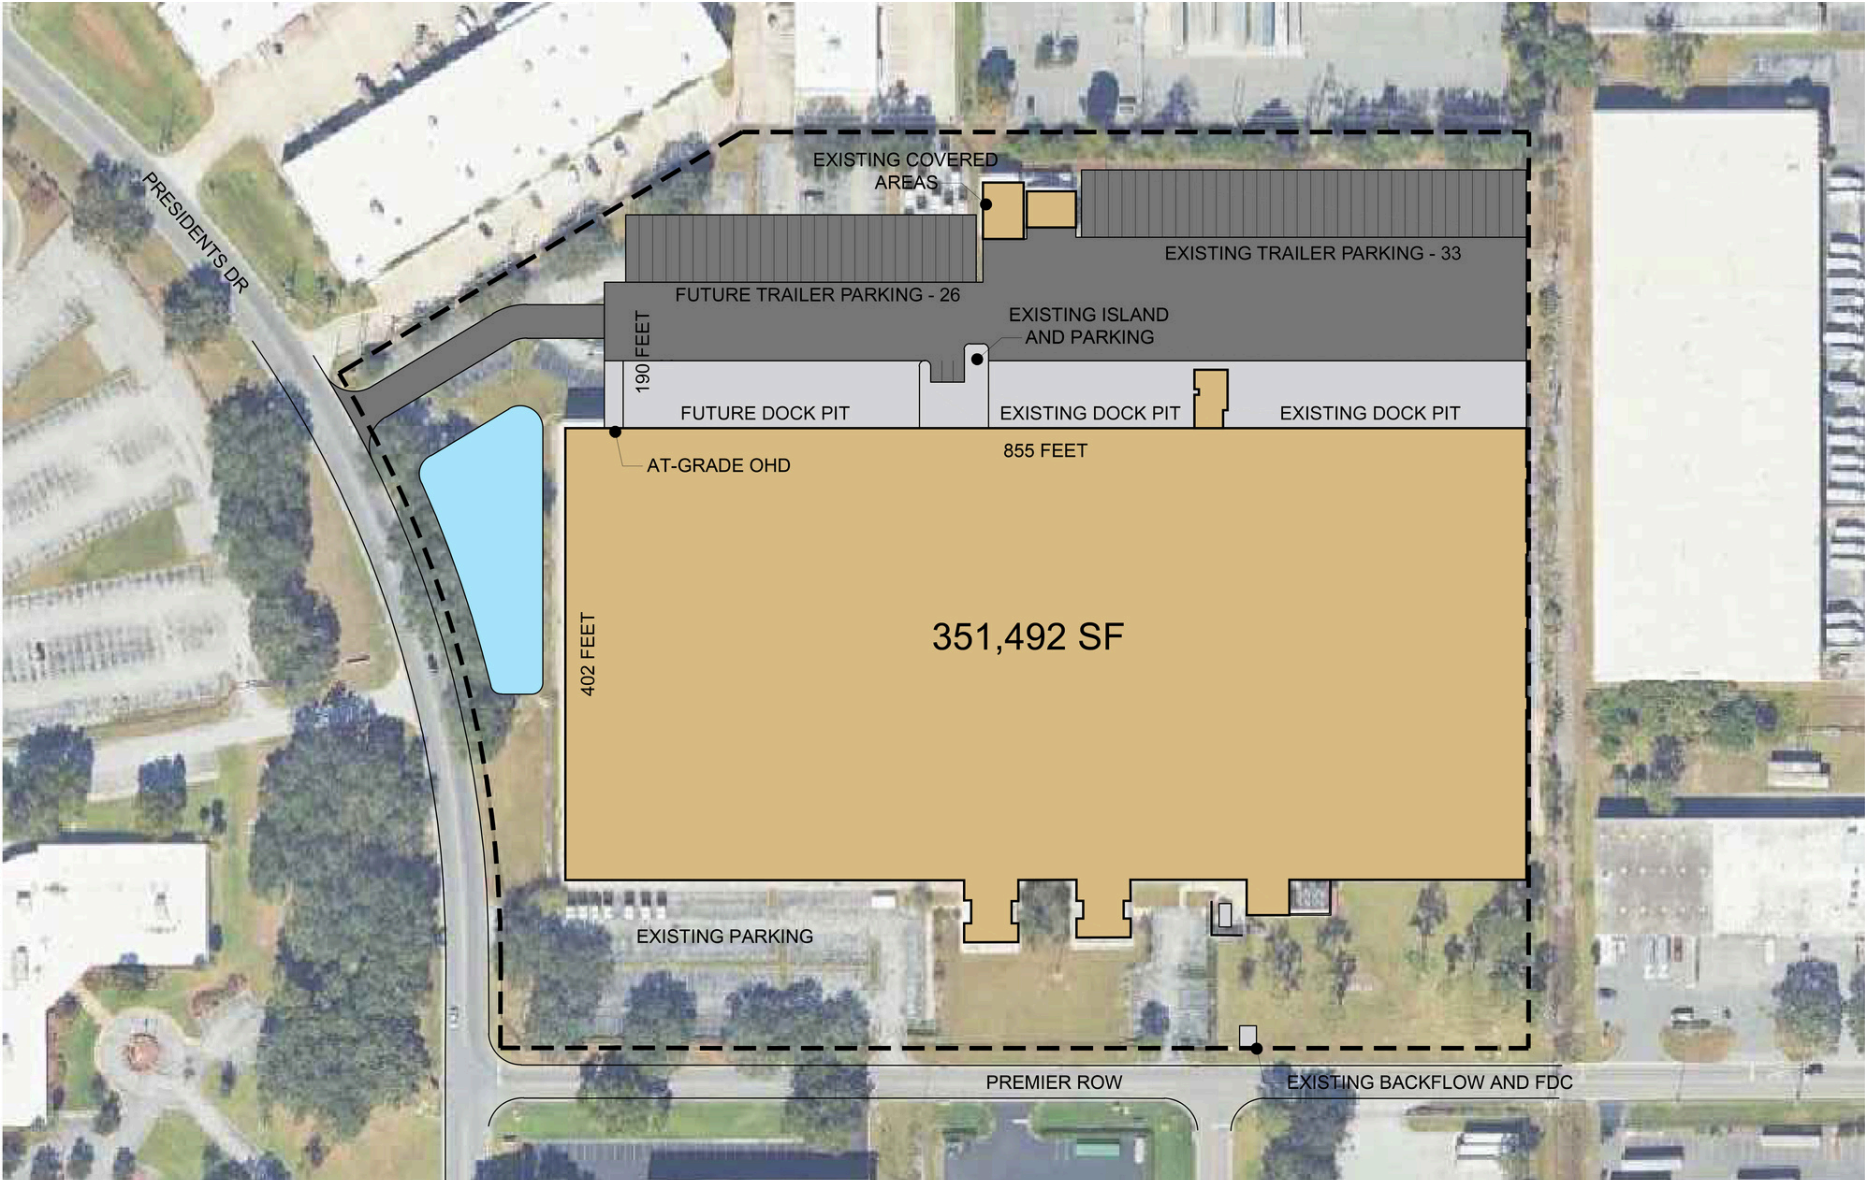 PRESIDENTS DR
EXISTING COVERED
AREAS
EXISTING TRAILER PARKING - 33
FUTURE TRAILER PARKING - 26
EXISTING ISLAND
AND PARKING
190 FEET
FUTURE DOCK PIT
EXISTING DOCK PIT
EXISTING DOCK PIT
855 FEET
AT-GRADE OHD
402 FEET
351,492 SF
EXISTING PARKING
PREMIER ROW
EXISTING BACKFLOW AND FDC